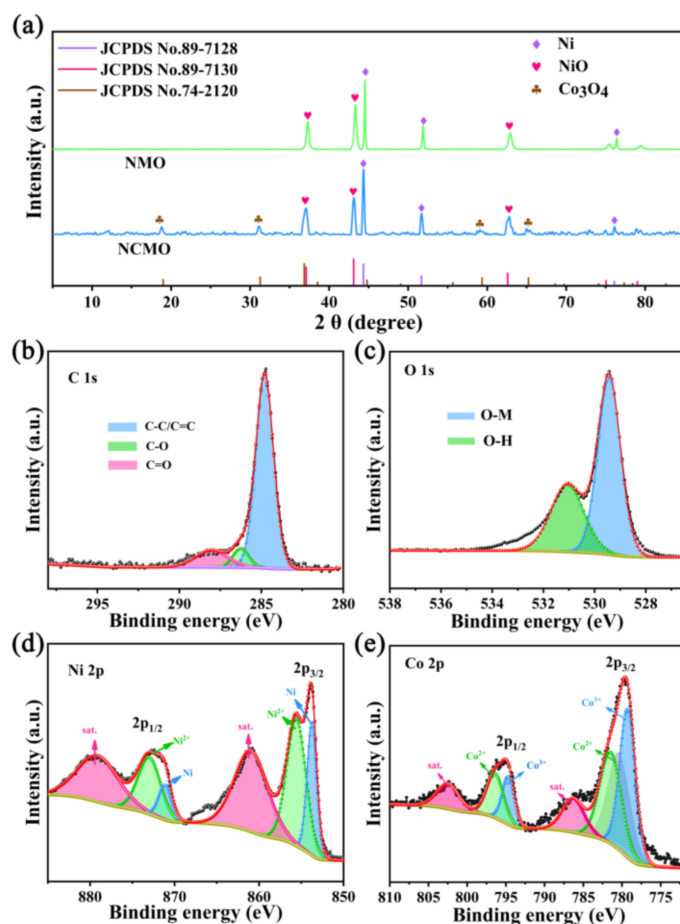 (a)
JCPDS No.89-7128
JCPDS No.89-7130
JCPDS No.74-2120
Ni
NiO
Co₃O₄
NMO
NCMO
Intensity (a.u.)
5 10 20 30 40 50 60 70 80
2 θ (degree)
(b)
C 1s
C-C/C=C
C-O
C=O
Intensity (a.u.)
295 290 285 280
Binding energy (eV)
(c)
O 1s
O-M
O-H
Intensity (a.u.)
538 536 534 532 530 528
Binding energy (eV)
(d)
Ni 2p
2p₃/₂
Ni
Ni²⁺
2p₁/₂
Ni²⁺
sat.
sat.
Ni
Intensity (a.u.)
880 870 860 850
Binding energy (eV)
(e)
Co 2p
2p₃/₂
Co³⁺
2p₁/₂
Co²⁺
Co²⁺
Co³⁺
sat.
sat.
Intensity (a.u.)
810 805 800 795 790 785 780 775
Binding energy (eV)